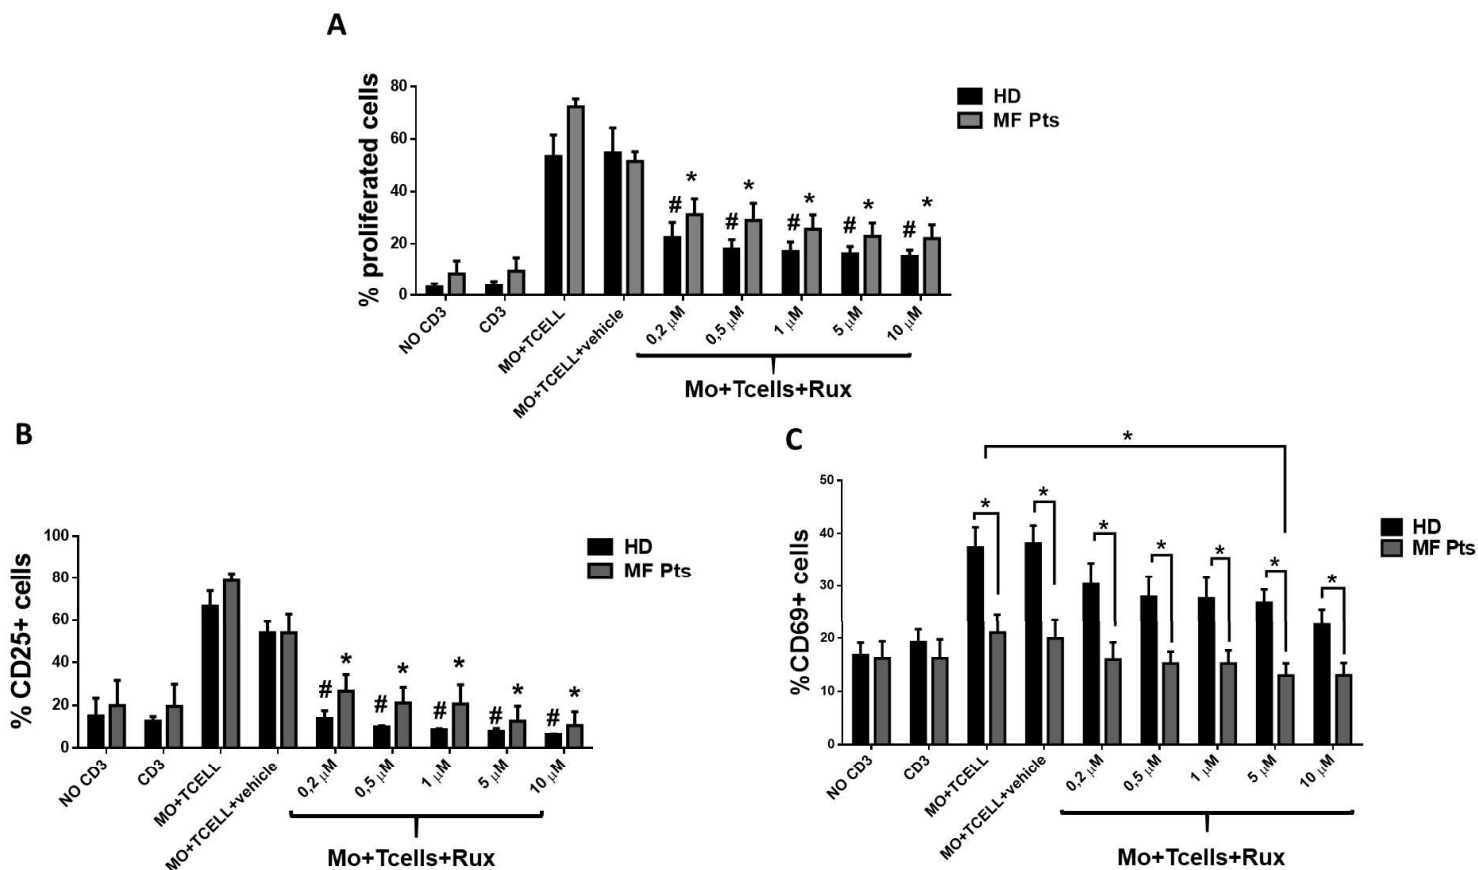 A
% proliferated cells
80
60
40
20
0
HD
MF Pts
# * # * # * # * # *
NO CD3
CD3
MO+TCELL
MO+TCELL+vehicle
0,2 µM
0,5 µM
1 µM
5 µM
10 µM
Mo+Tcells+Rux
B
% CD25+ cells
100
80
60
40
20
0
HD
MF Pts
# * # * # * # * # *
NO CD3
CD3
MO+TCELL
MO+TCELL+vehicle
0,2 µM
0,5 µM
1 µM
5 µM
10 µM
Mo+Tcells+Rux
C
*
%CD69+ cells
50
40
30
20
10
0
HD
MF Pts
* * * * * * *
NO CD3
CD3
MO+TCELL
MO+TCELL+vehicle
0,2 µM
0,5 µM
1 µM
5 µM
10 µM
Mo+Tcells+Rux